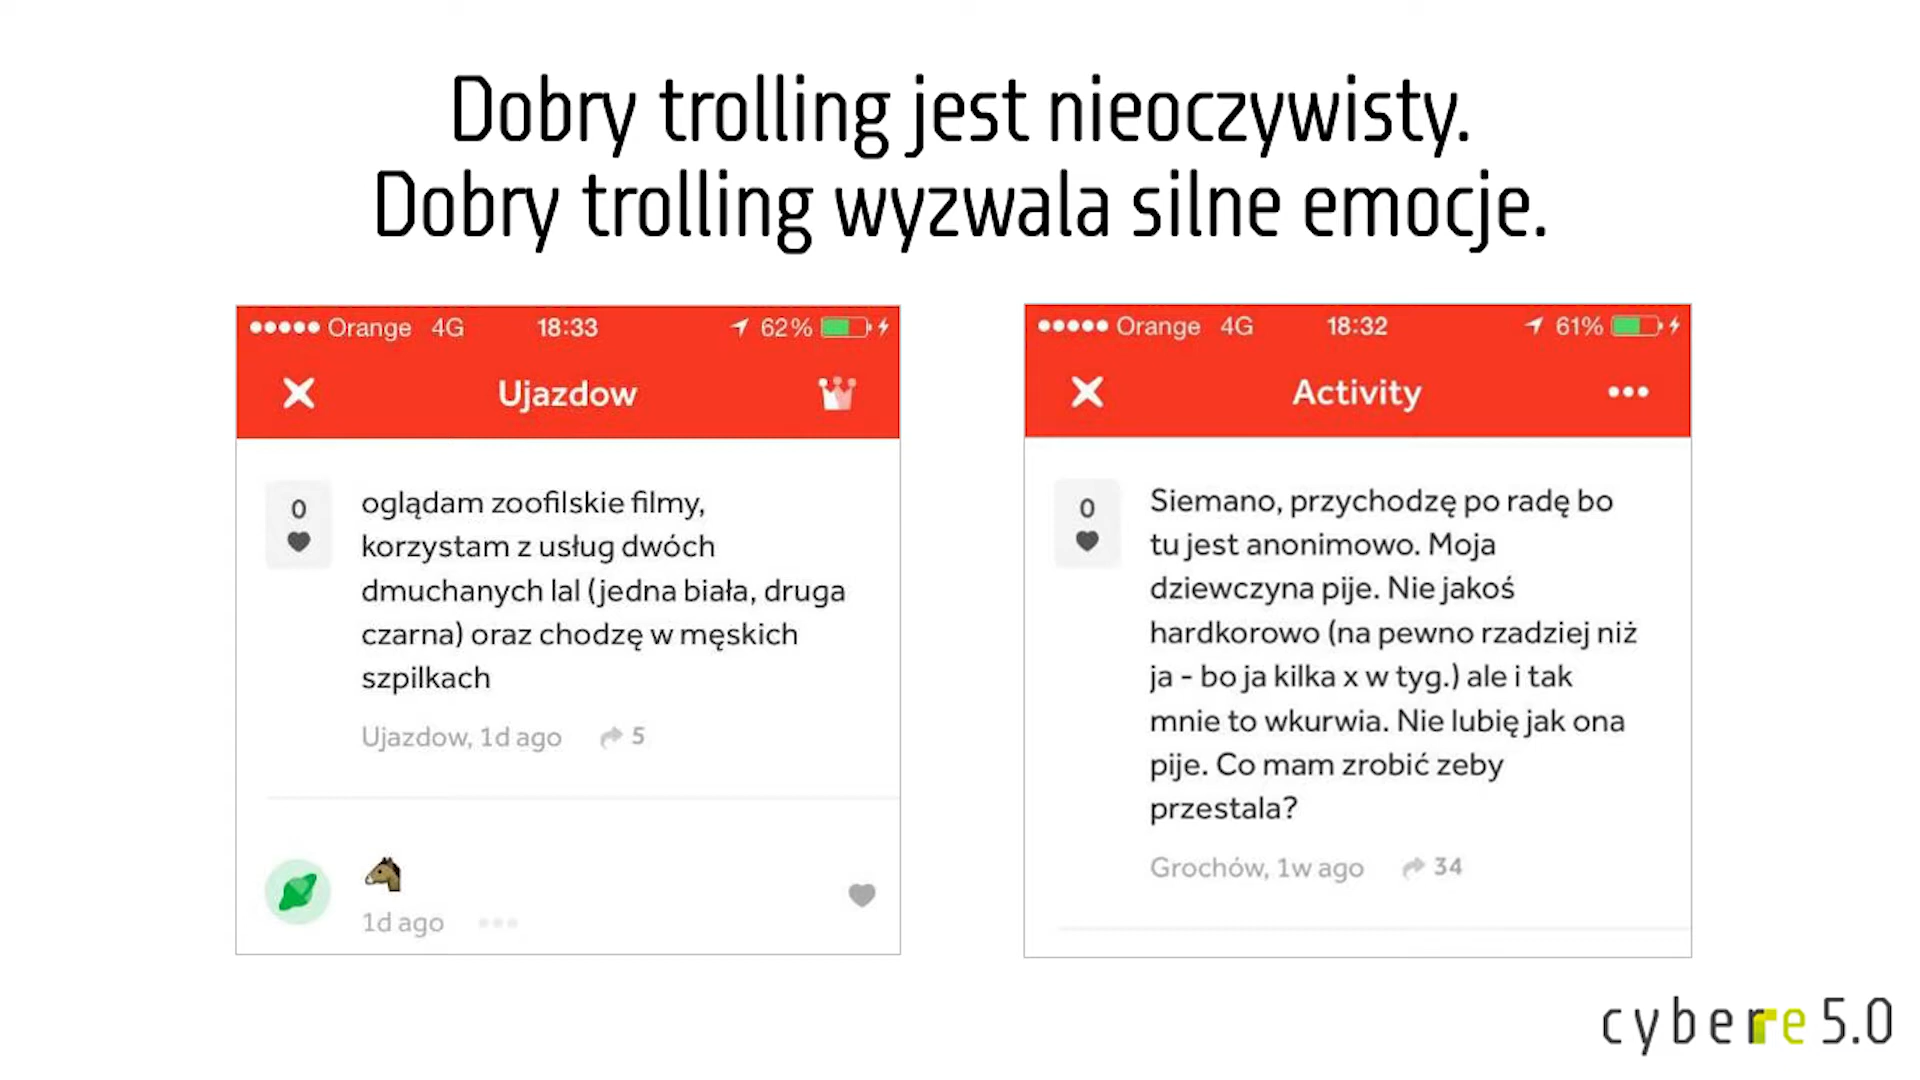 Dobry trolling jest nieoczywisty.
Dobry trolling wyzwala silne emocje.
Orange 4G 18:33 62%
Ujazdow
0
oglądam zoofilskie filmy,
korzystam z usług dwóch
dmuchanych lal (jedna biała, druga
czarna) oraz chodzę w męskich
szpilkach
Ujazdow, 1d ago 5
1d ago
Orange 4G 18:32 61%
Activity
0
Siemano, przychodzę po radę bo
tu jest anonimowo. Moja
dziewczyna pije. Nie jakoś
hardkorowo (na pewno rzadziej niż
ja - bo ja kilka x w tyg.) ale i tak
mnie to wkurwia. Nie lubię jak ona
pije. Co mam zrobić zeby
przestala?
Grochów, 1w ago 34
cyberre 5.0